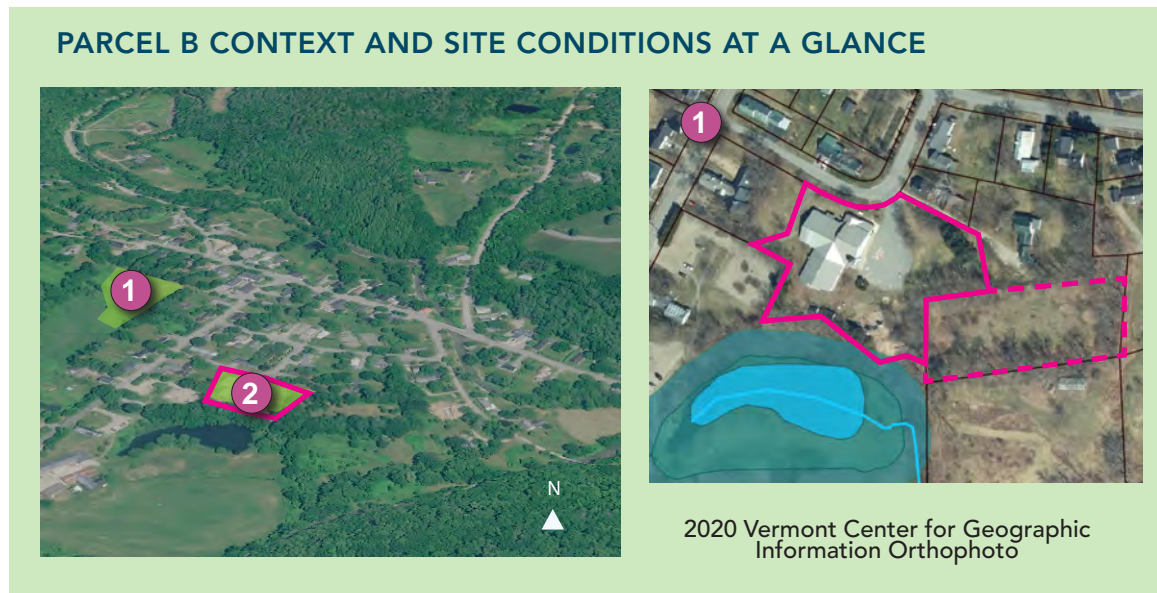 PARCEL B CONTEXT AND SITE CONDITIONS AT A GLANCE
1
2
N
1
2020 Vermont Center for Geographic
Information Orthophoto